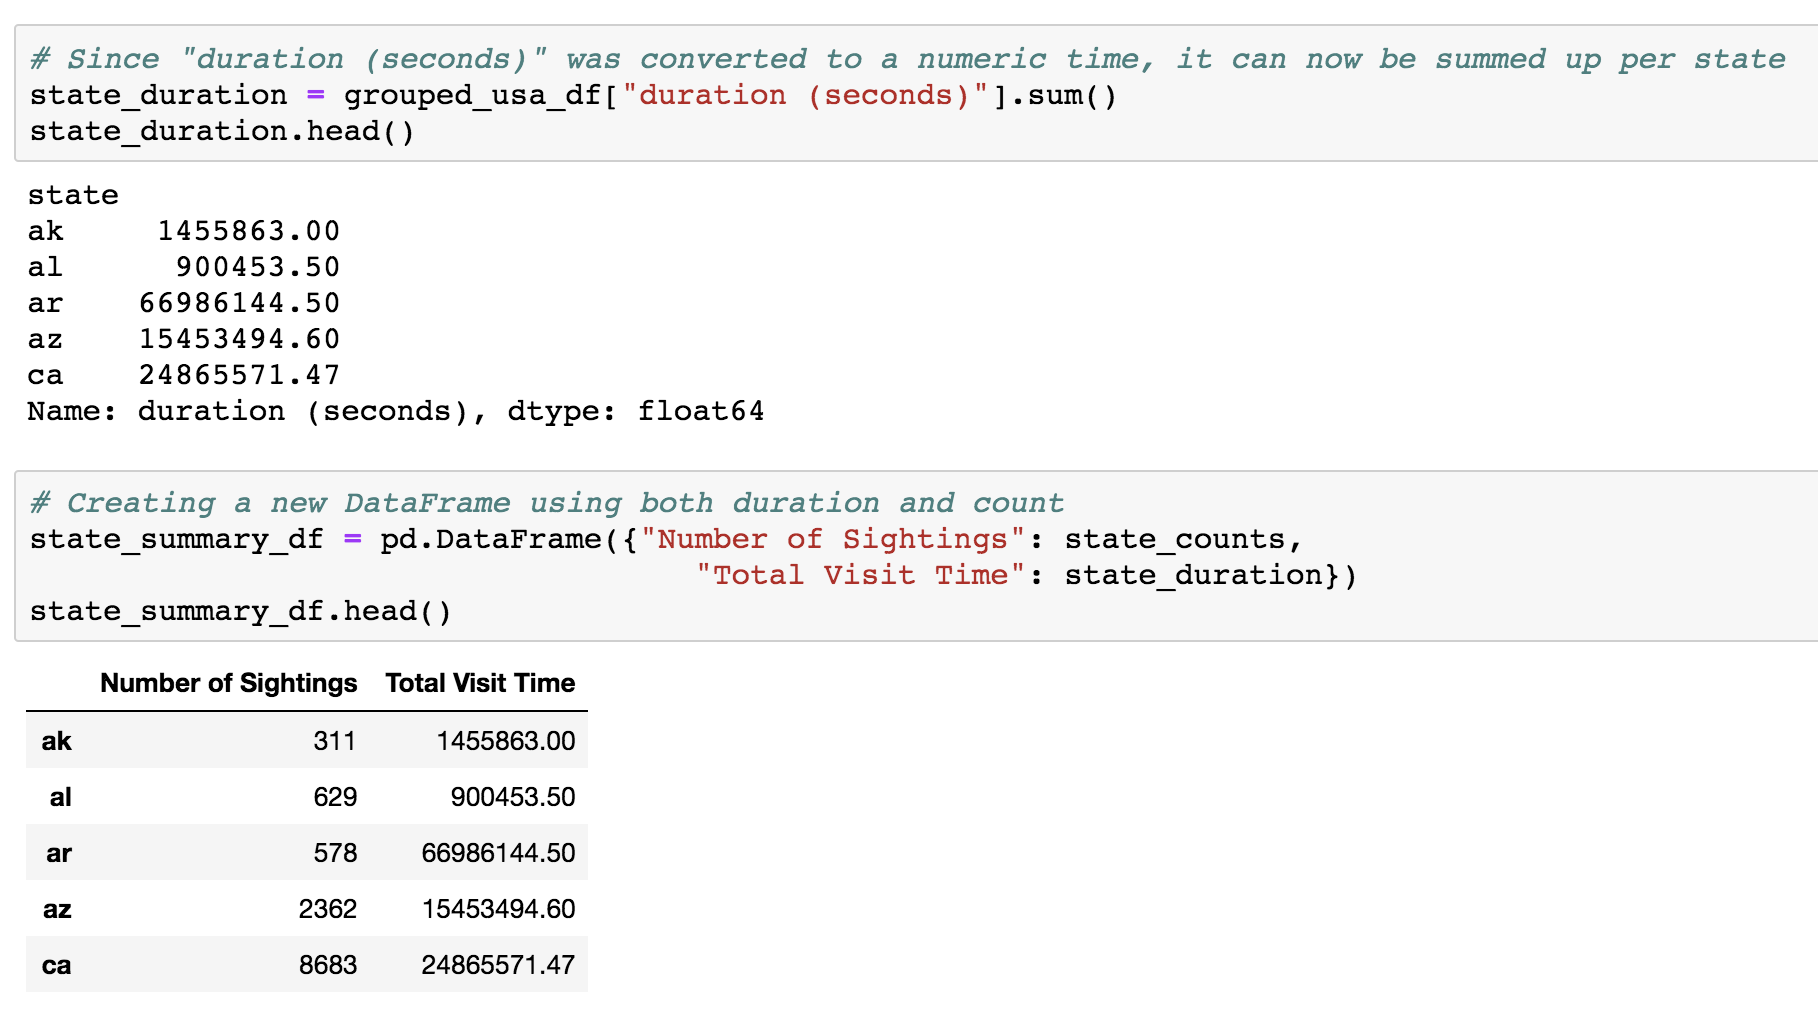 # Since "duration (seconds)" was converted to a numeric time, it can now be summed up per state
state_duration = grouped_usa_df["duration (seconds)"].sum()
state_duration.head()
state
ak     1455863.00
al      900453.50
ar    66986144.50
az    15453494.60
ca    24865571.47
Name: duration (seconds), dtype: float64
# Creating a new DataFrame using both duration and count
state_summary_df = pd.DataFrame({"Number of Sightings": state_counts,
                                    "Total Visit Time": state_duration})
state_summary_df.head()
Number of Sightings Total Visit Time
ak 311 1455863.00
al 629 900453.50
ar 578 66986144.50
az 2362 15453494.60
ca 8683 24865571.47